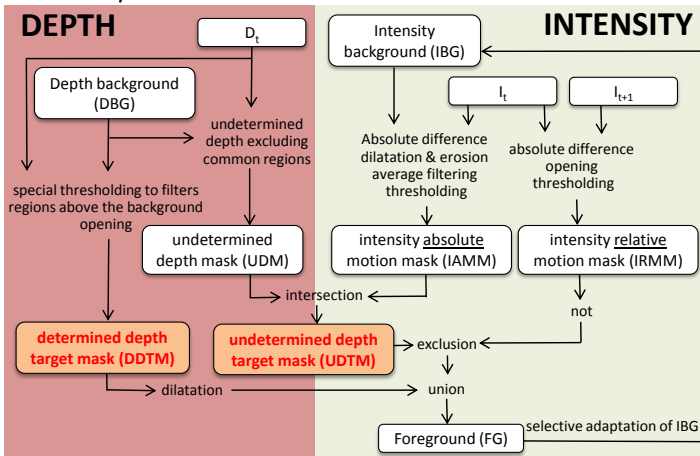 DEPTH
INTENSITY
D_t
Intensity
background (IBG)
Depth background
(DBG)
I_t
I_{t+1}
undetermined
depth excluding
common regions
Absolute difference
dilatation & erosion
average filtering
thresholding
absolute difference
opening
thresholding
special thresholding to filters
regions above the background
opening
undetermined
depth mask (UDM)
intensity absolute
motion mask (IAMM)
intensity relative
motion mask (IRMM)
intersection
not
determined depth
target mask (DDTM)
undetermined depth
target mask (UDTM)
exclusion
dilatation
union
Foreground (FG)
selective adaptation of IBG